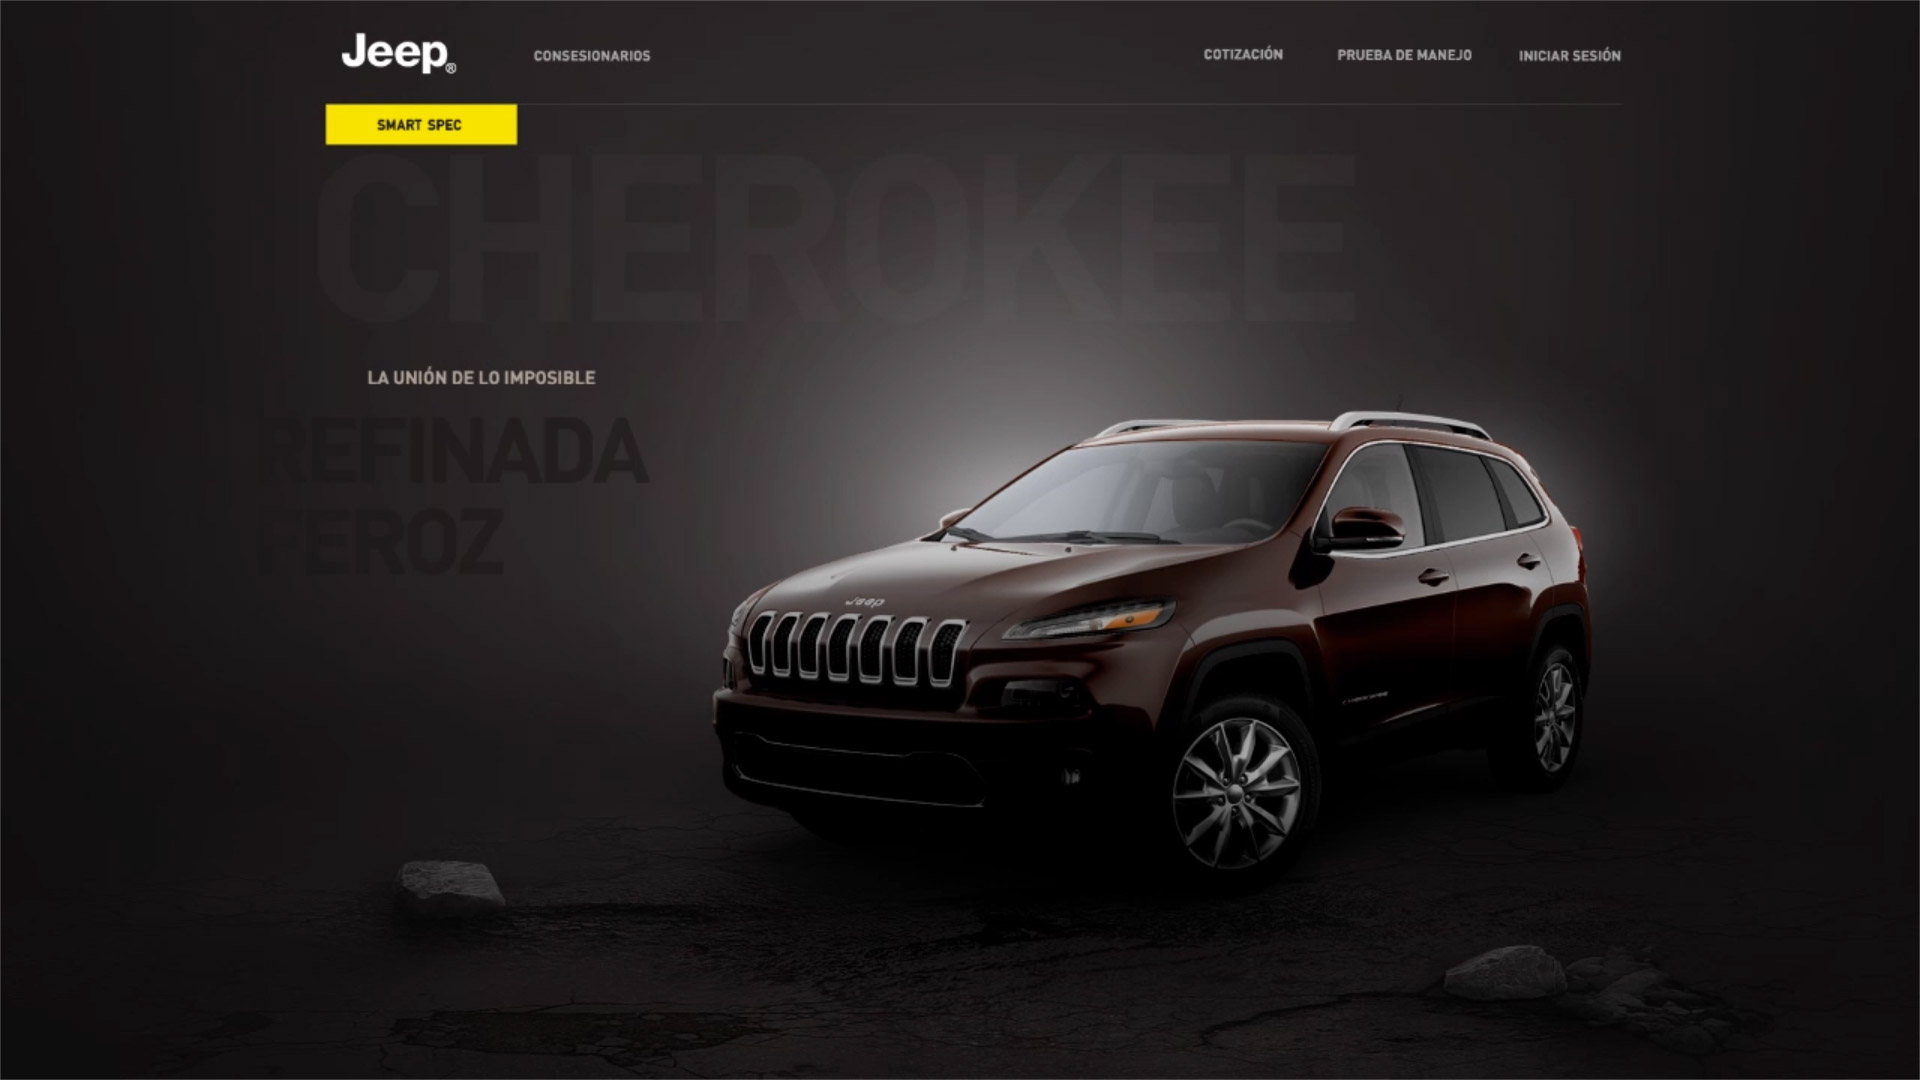 Jeep®
CONSESIONARIOS
COTIZACIÓN
PRUEBA DE MANEJO
INICIAR SESIÓN
SMART SPEC
CHEROKEE
LA UNIÓN DE LO IMPOSIBLE
REFINADA
FEROZ
Jeep
CHEROKEE